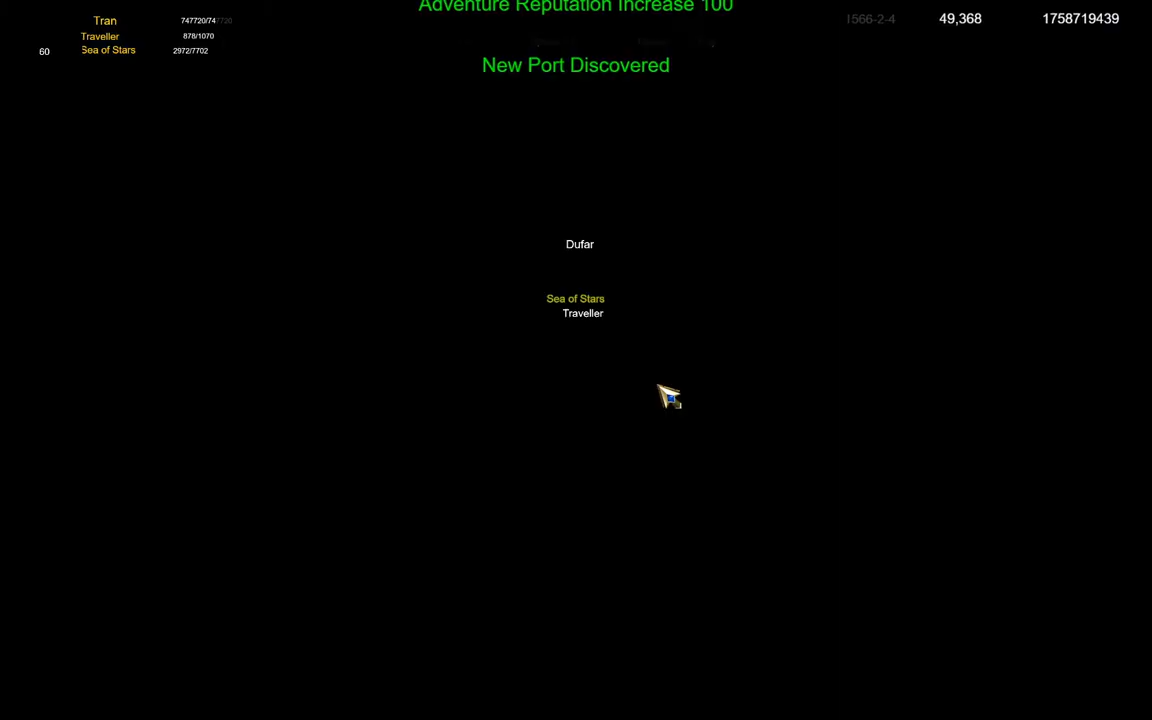 Adventure Reputation Increase 100
Tran 747720/747720
Traveller 878/1070
60 Sea of Stars 2972/7702
1566-2-4 49,368 1758719439
New Port Discovered
Dufar
Sea of Stars
Traveller